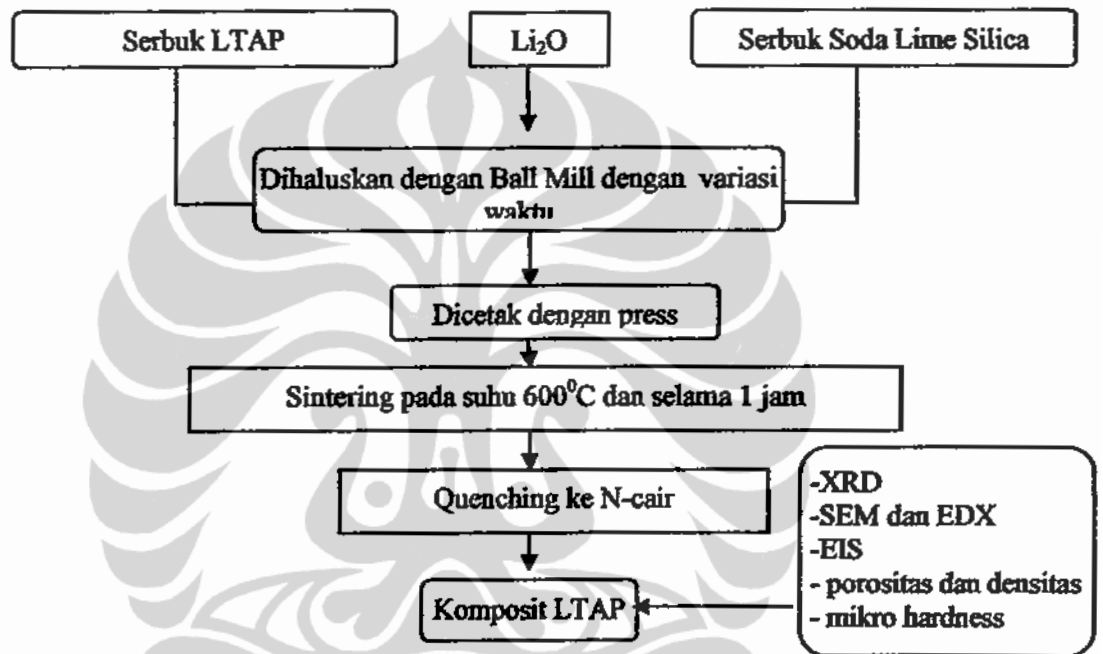 Serbuk LTAP
Li₂O
Serbuk Soda Lime Silica
Dihaluskan dengan Ball Mill dengan variasi
waktu
Dicetak dengan press
Sintering pada suhu 600⁰C dan selama 1 jam
Quenching ke N-cair
Komposit LTAP
-XRD
-SEM dan EDX
-EIS
- porositas dan densitas
- mikro hardness